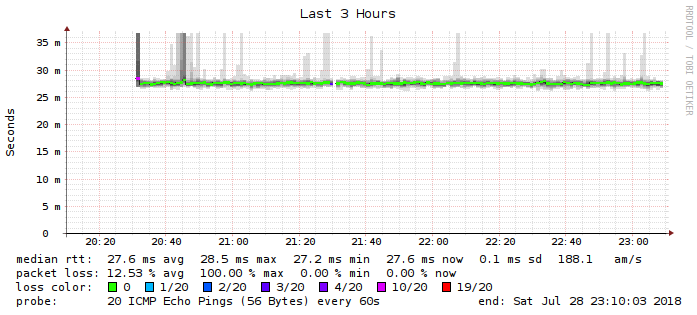 Last 3 Hours
RRDTOOL / TOBI OETIKER
Seconds
35 m
30 m
25 m
20 m
15 m
10 m
5 m
0
20:20 20:40 21:00 21:20 21:40 22:00 22:20 22:40 23:00
median rtt: 27.6 ms avg 28.5 ms max 27.2 ms min 27.6 ms now 0.1 ms sd 188.1 am/s
packet loss: 12.53 % avg 100.00 % max 0.00 % min 0.00 % now
loss color: 0 1/20 2/20 3/20 4/20 10/20 19/20
probe: 20 ICMP Echo Pings (56 Bytes) every 60s end: Sat Jul 28 23:10:03 2018